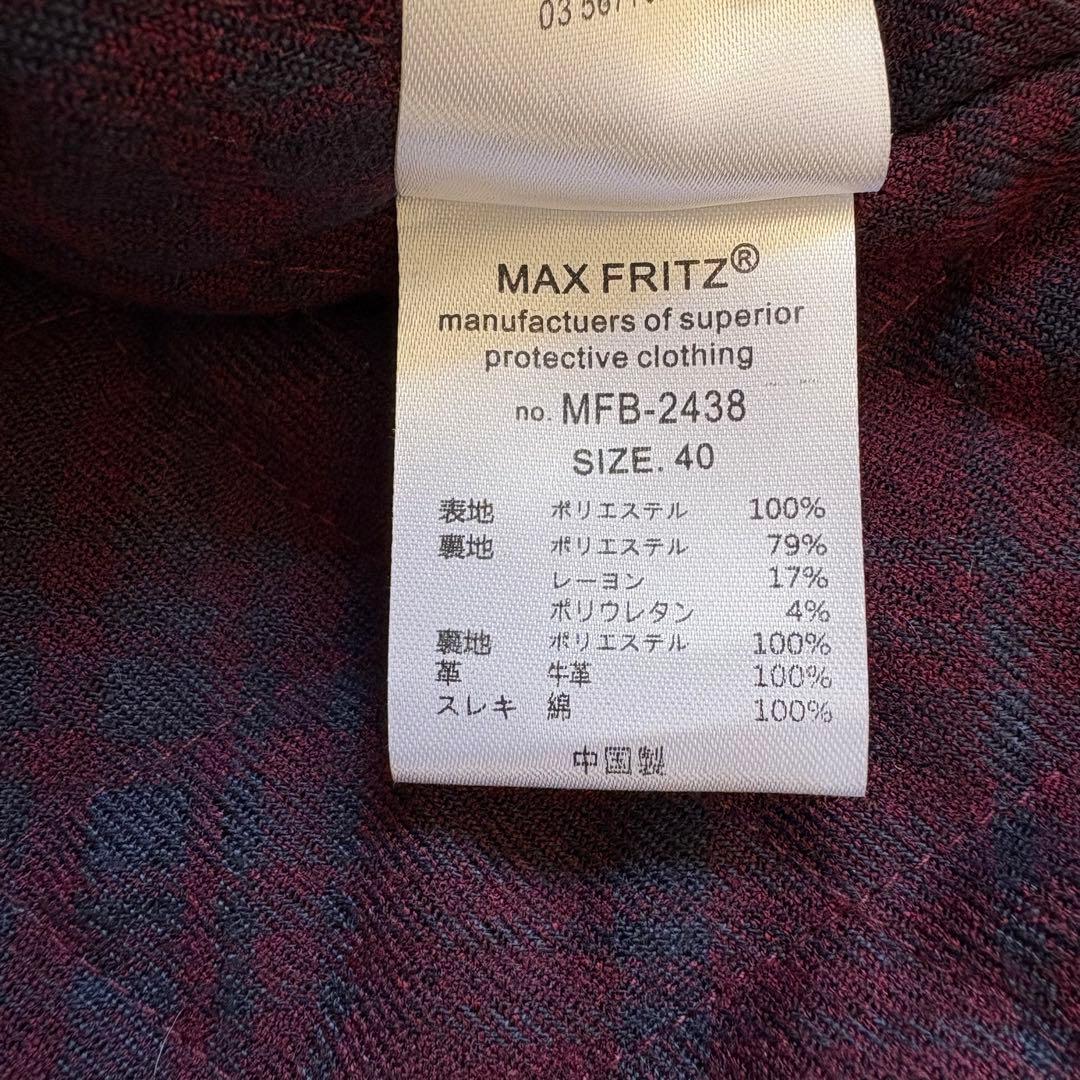 MAX FRITZ®
manufactuers of superior
protective clothing
no. MFB-2438
SIZE. 40
表地 ポリエステル 100%
裏地 ポリエステル 79%
レーヨン 17%
ポリウレタン 4%
裏地 ポリエステル 100%
革 牛革 100%
スレキ 綿 100%
中国製